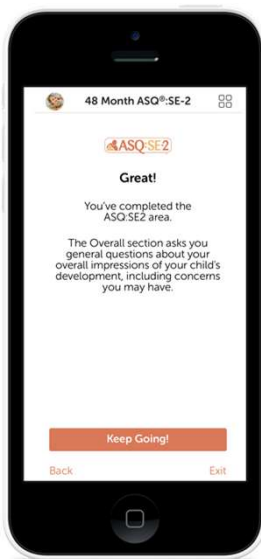 48 Month ASQ®:SE-2
ASQ:SE2
Great!
You've completed the
ASQ:SE2 area.
The Overall section asks you
general questions about your
overall impressions of your child's
development, including concerns
you may have.
Keep Going!
Back
Exit